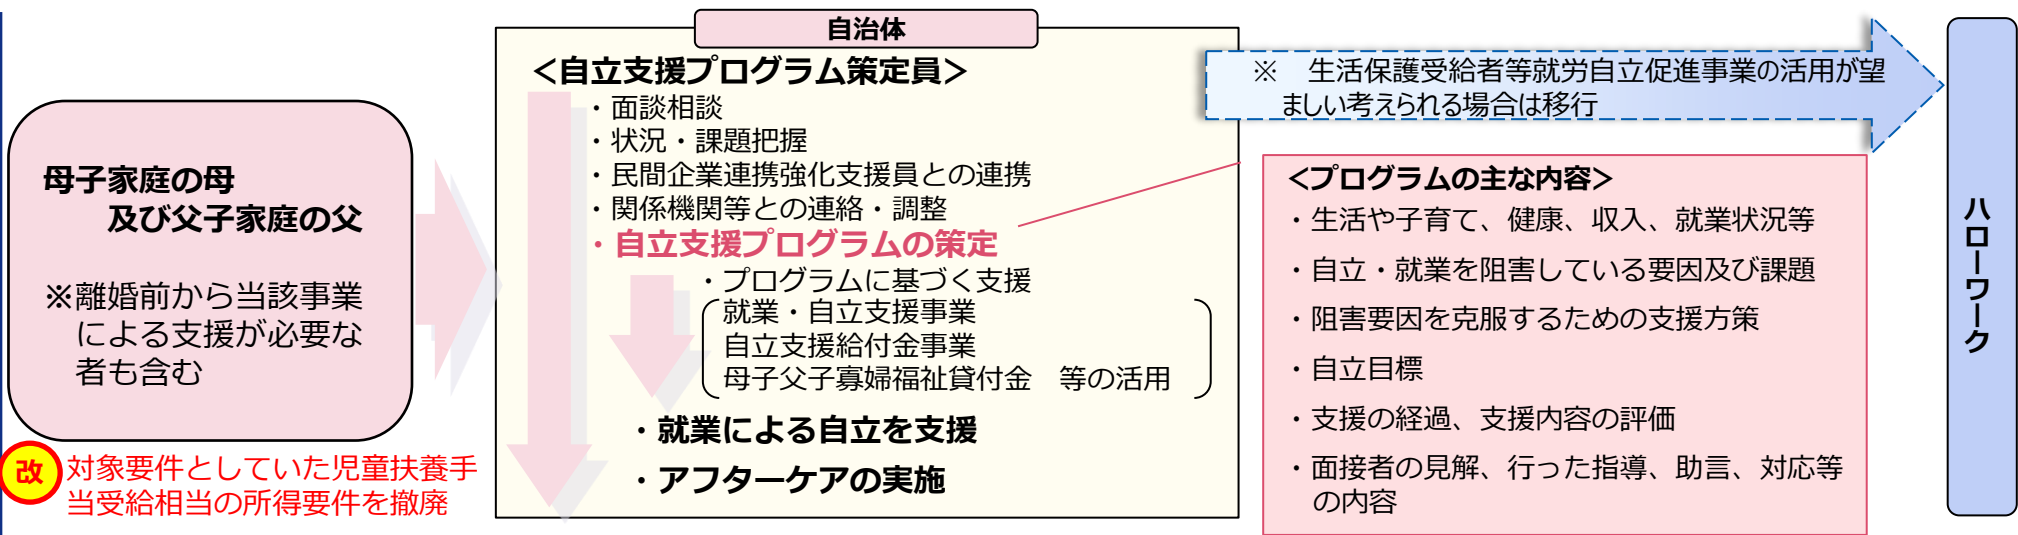 母子家庭の母
及び父子家庭の父
※離婚前から当該事業
による支援が必要な
者も含む
改
対象要件としていた児童扶養手
当受給相当の所得要件を撤廃
自治体
<自立支援プログラム策定員>
・面談相談
・状況・課題把握
・民間企業連携強化支援員との連携
・関係機関等との連絡・調整
・自立支援プログラムの策定
・プログラムに基づく支援
就業・自立支援事業
自立支援給付金事業
母子父子寡婦福祉貸付金　等の活用
・就業による自立を支援
・アフターケアの実施
※　生活保護受給者等就労自立促進事業の活用が望
ましい考えられる場合は移行
<プログラムの主な内容>
・生活や子育て、健康、収入、就業状況等
・自立・就業を阻害している要因及び課題
・阻害要因を克服するための支援方策
・自立目標
・支援の経過、支援内容の評価
・面接者の見解、行った指導、助言、対応等
の内容
ハローワーク